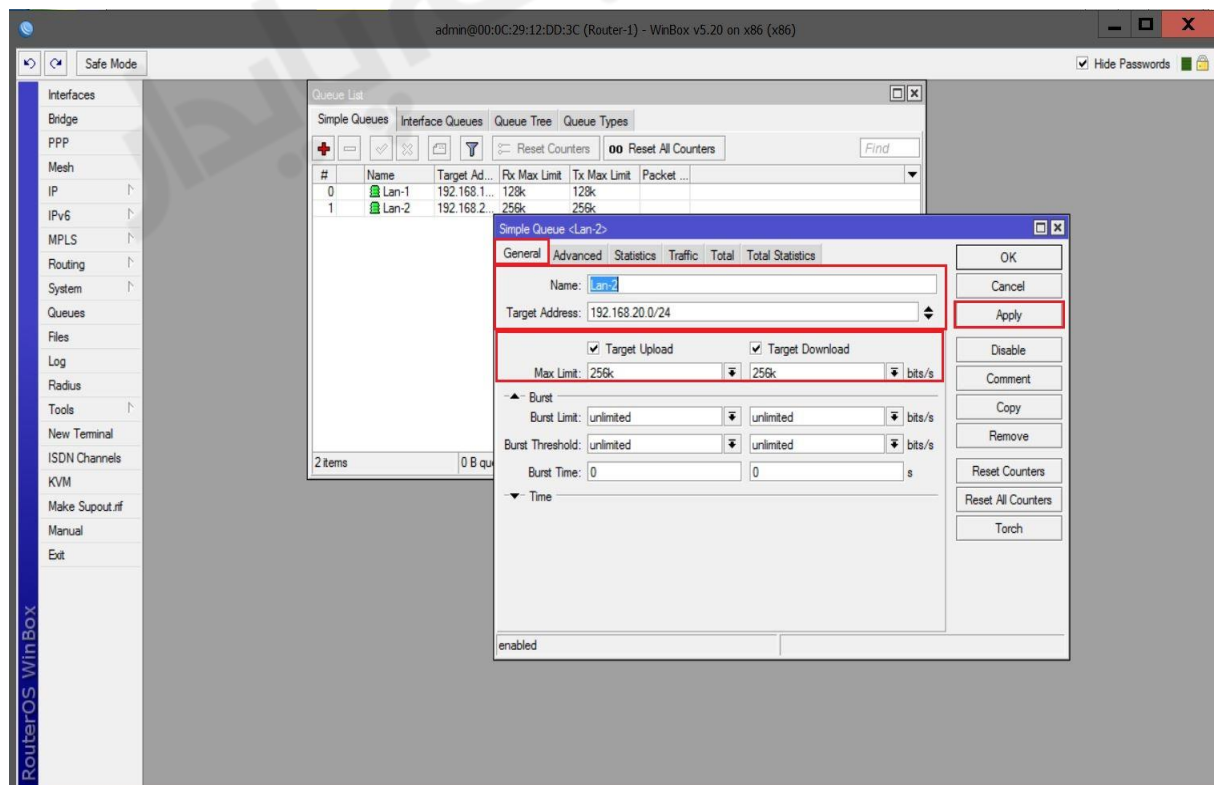 admin@00:0C:29:12:DD:3C (Router-1) - WinBox v5.20 on x86 (x86)
Safe Mode
Hide Passwords
Interfaces
Bridge
PPP
Mesh
IP
IPv6
MPLS
Routing
System
Queues
Files
Log
Radius
Tools
New Terminal
ISDN Channels
KVM
Make Supout.rif
Manual
Exit
RouterOS WinBox
Queue List
Simple Queues Interface Queues Queue Tree Queue Types
Reset Counters 00 Reset All Counters Find
# Name Target Ad... Rx Max Limit Tx Max Limit Packet ...
0 Lan-1 192.168.1... 128k 128k
1 Lan-2 192.168.2... 256k 256k
2 items 0 B qu
Simple Queue <Lan-2>
General Advanced Statistics Traffic Total Total Statistics
Name: Lan-2
Target Address: 192.168.20.0/24
Target Upload Target Download
Max Limit: 256k 256k bits/s
Burst
Burst Limit: unlimited unlimited bits/s
Burst Threshold: unlimited unlimited bits/s
Burst Time: 0 0 s
Time
enabled
OK
Cancel
Apply
Disable
Comment
Copy
Remove
Reset Counters
Reset All Counters
Torch